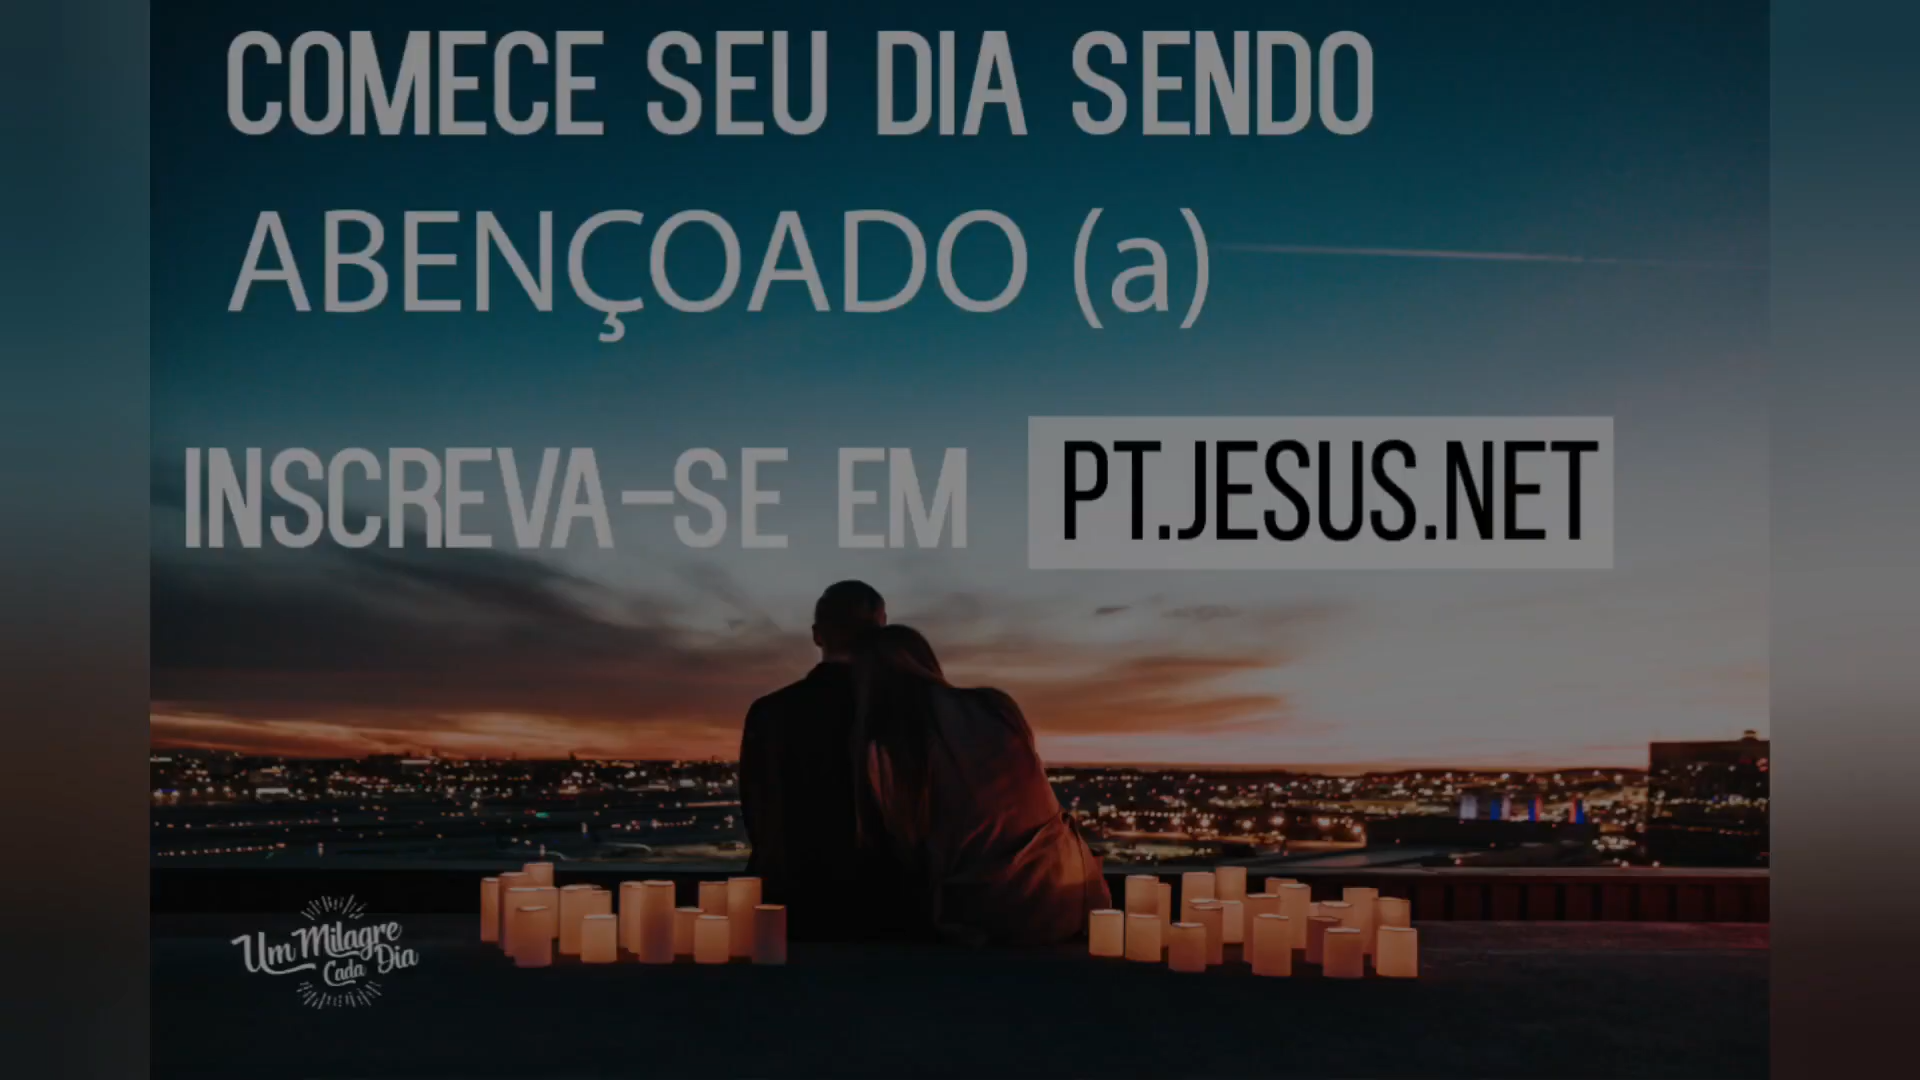 COMECE SEU DIA SENDO
ABENÇOADO (a)
INSCREVA-SE EM PT.JESUS.NET
Um Milagre
Cada Dia